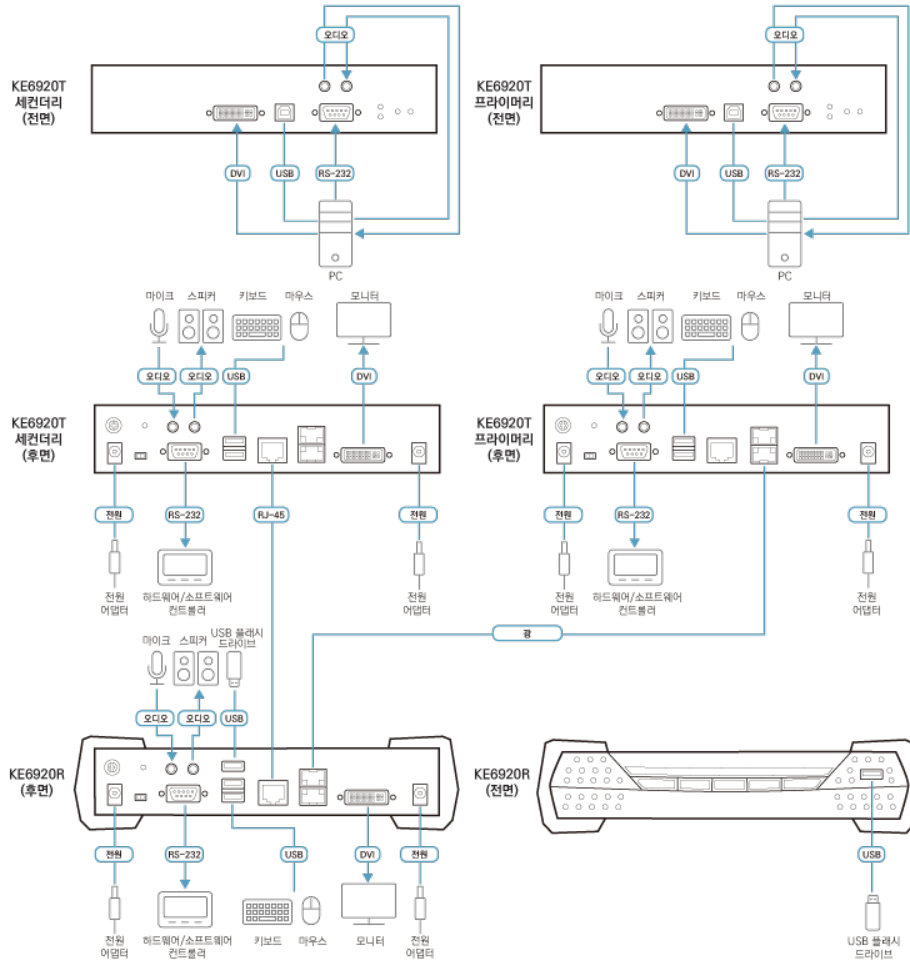 오디오
오디오
KE6920T
세컨더리
(전면)
KE6920T
프라이머리
(전면)
DVI
USB
RS-232
DVI
USB
RS-232
PC
PC
마이크
스피커
키보드
마우스
모니터
마이크
스피커
키보드
마우스
모니터
오디오
오디오
USB
DVI
오디오
오디오
USB
DVI
KE6920T
세컨더리
(후면)
KE6920T
프라이머리
(후면)
전원
RS-232
RJ-45
전원
전원
RS-232
전원
전원
어댑터
하드웨어/소프트웨어
컨트롤러
전원
어댑터
전원
어댑터
하드웨어/소프트웨어
컨트롤러
전원
어댑터
광
마이크
스피커
USB 플래시
드라이브
오디오
오디오
USB
KE6920R
(후면)
KE6920R
(전면)
전원
RS-232
USB
DVI
전원
USB
전원
어댑터
하드웨어/소프트웨어
컨트롤러
키보드
마우스
모니터
전원
어댑터
USB 플래시
드라이브